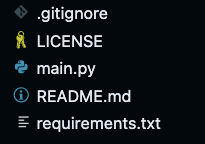 .gitignore
LICENSE
main.py
README.md
requirements.txt